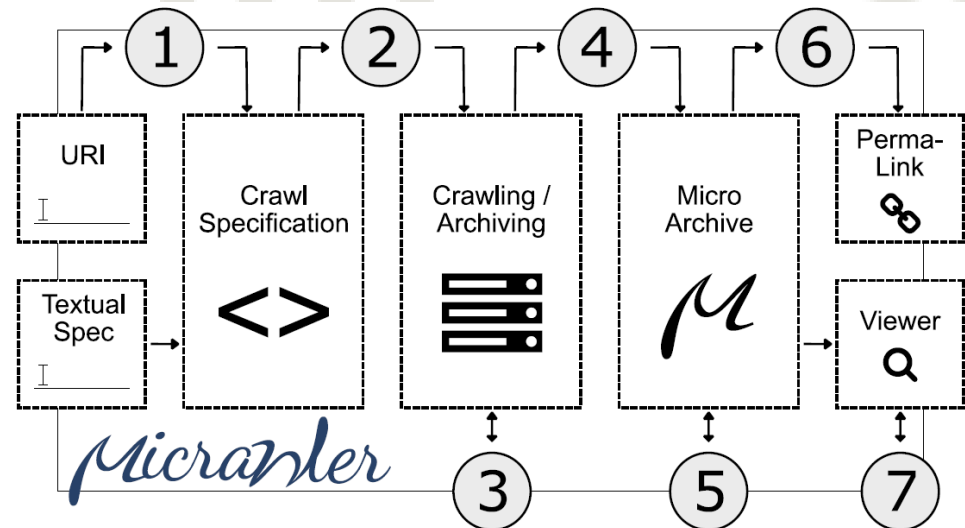 1
2
4
6
URI
Crawl
Specification
Crawling /
Archiving
Micro
Archive
Perma-
Link
Textual
Spec
< >
Viewer
Micrawler
3
5
7